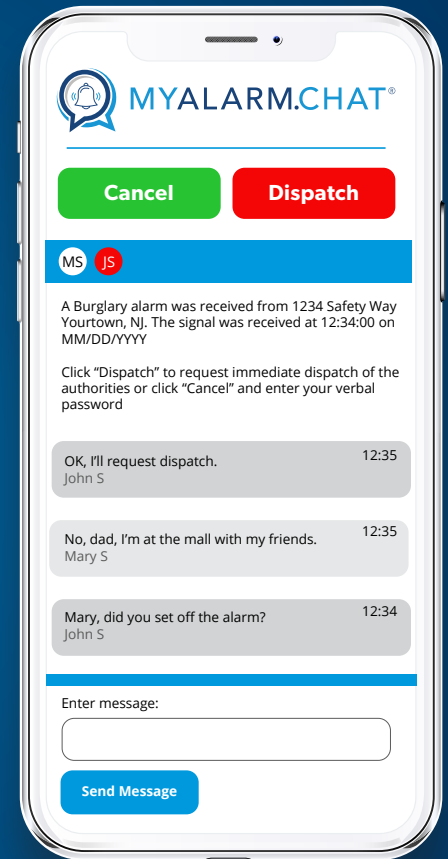 MYALARM.CHAT®
Cancel
Dispatch
MS
JS
A Burglary alarm was received from 1234 Safety Way
Yourtown, NJ. The signal was received at 12:34:00 on
MM/DD/YYYY
Click “Dispatch” to request immediate dispatch of the
authorities or click “Cancel” and enter your verbal
password
OK, I’ll request dispatch.
12:35
John S
No, dad, I’m at the mall with my friends.
12:35
Mary S
Mary, did you set off the alarm?
12:34
John S
Enter message:
Send Message